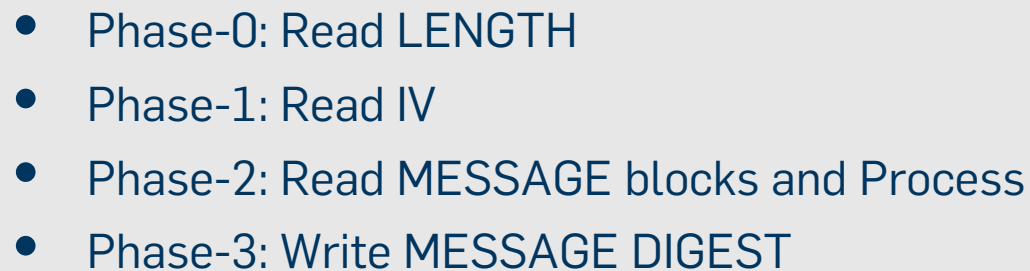 • Phase-0: Read LENGTH
• Phase-1: Read IV
• Phase-2: Read MESSAGE blocks and Process
• Phase-3: Write MESSAGE DIGEST